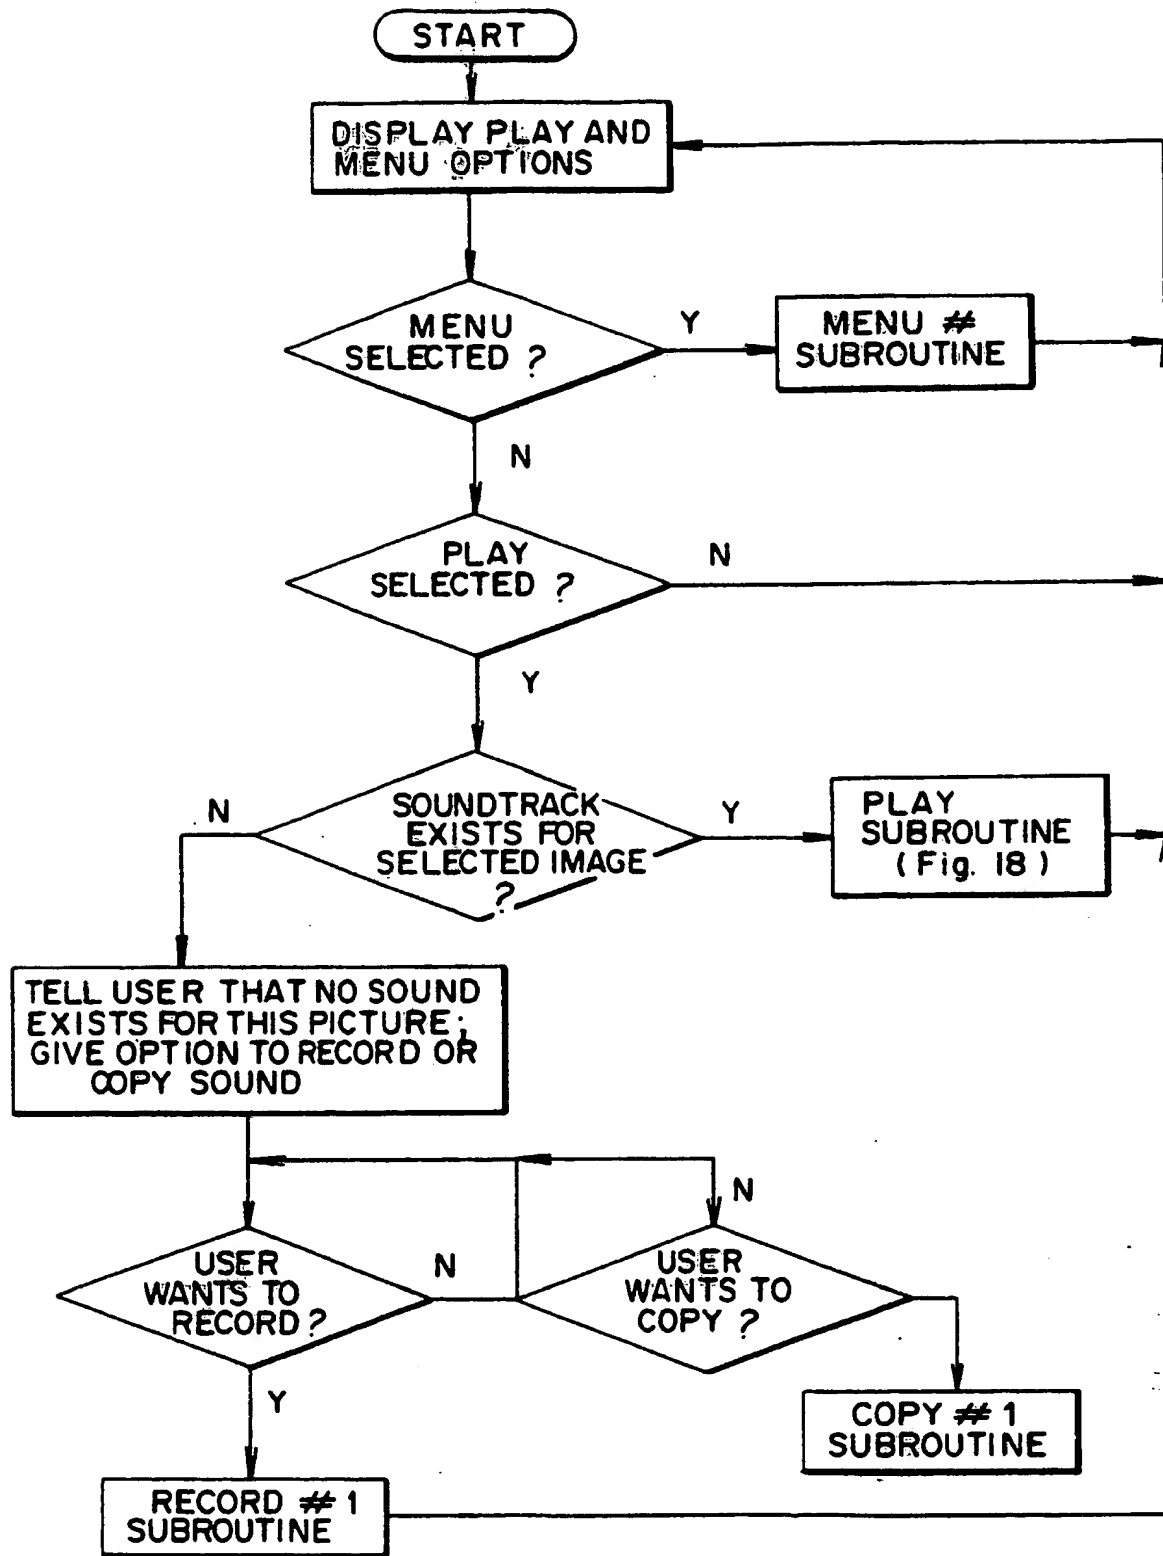 START
DISPLAY PLAY AND
MENU OPTIONS
MENU
SELECTED ?
Y
MENU #
SUBROUTINE
N
PLAY
SELECTED ?
N
Y
SOUNDTRACK
EXISTS FOR
SELECTED IMAGE
?
N
Y
PLAY
SUBROUTINE
(Fig. 18)
TELL USER THAT NO SOUND
EXISTS FOR THIS PICTURE;
GIVE OPTION TO RECORD OR
COPY SOUND
N
USER
WANTS TO
RECORD?
N
USER
WANTS TO
COPY ?
Y
COPY # 1
SUBROUTINE
RECORD # 1
SUBROUTINE